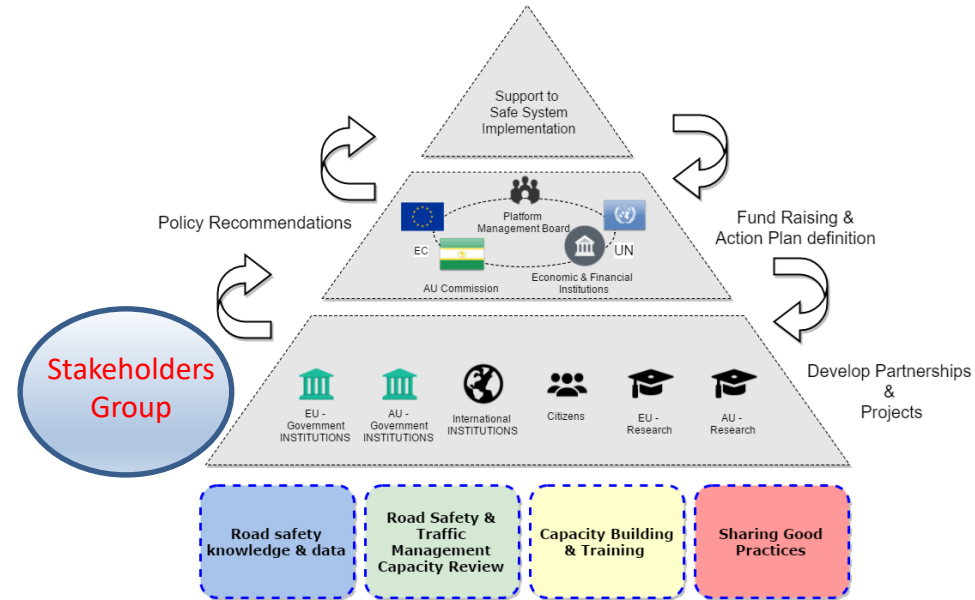 Support to
Safe System
Implementation
Policy Recommendations
Platform
Management Board
EC
UN
AU Commission
Economic & Financial
Institutions
Fund Raising &
Action Plan definition
Stakeholders
Group
EU -
Government
INSTITUTIONS
AU -
Government
INSTITUTIONS
International
INSTITUTIONS
Citizens
EU -
Research
AU -
Research
Develop Partnerships
&
Projects
Road safety
knowledge & data
Road Safety &
Traffic
Management
Capacity Review
Capacity Building
& Training
Sharing Good
Practices